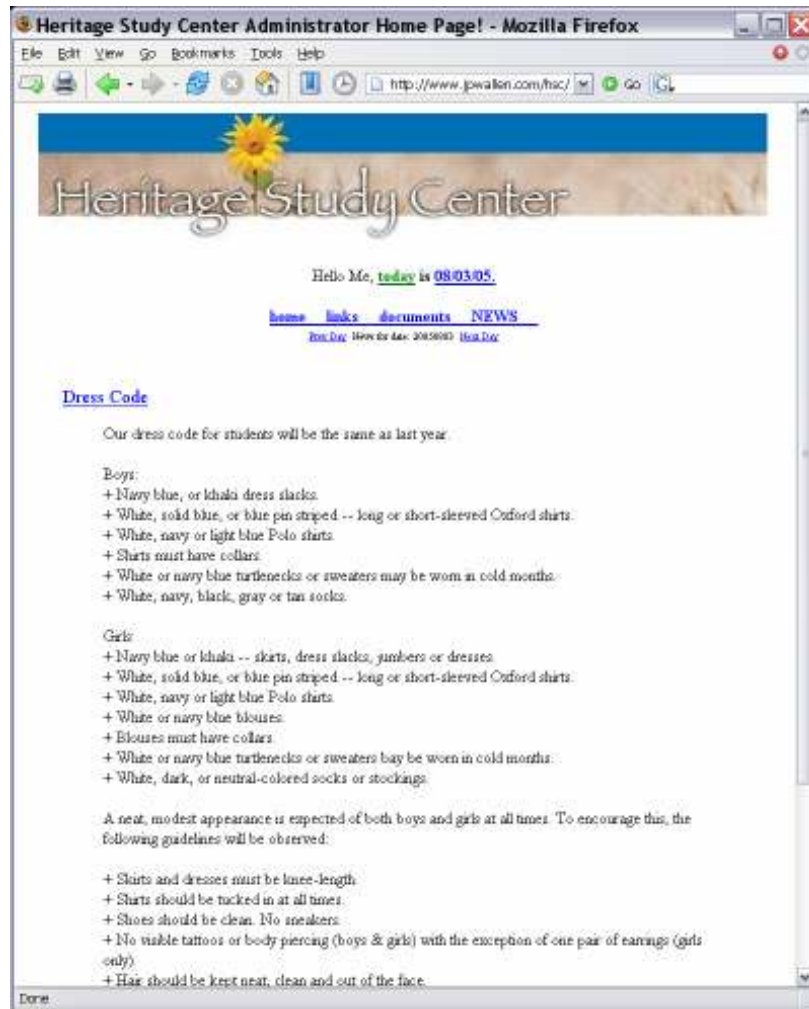 Heritage Study Center Administrator Home Page! - Mozilla Firefox
File Edit View Go Bookmarks Tools Help
http://www.jpwallen.com/hsc/ Go
Heritage Study Center
Hello Me, today is 08/03/05.
home links documents NEWS
Prev Day News for date: 20050803 Next Day
Dress Code
Our dress code for students will be the same as last year.
Boys:
+ Navy blue, or khaki dress slacks.
+ White, solid blue, or blue pin striped -- long or short-sleeved Oxford shirts.
+ White, navy or light blue Polo shirts.
+ Shirts must have collars.
+ White or navy blue turtlenecks or sweaters may be worn in cold months.
+ White, navy, black, gray or tan socks.
Girls:
+ Navy blue or khaki -- skirts, dress slacks, jumbers or dresses.
+ White, solid blue, or blue pin striped -- long or short-sleeved Oxford shirts.
+ White, navy or light blue Polo shirts.
+ White or navy blue blouses.
+ Blouses must have collars.
+ White or navy blue turtlenecks or sweaters bay be worn in cold months.
+ White, dark, or neutral-colored socks or stockings.
A neat, modest appearance is expected of both boys and girls at all times. To encourage this, the
following guidelines will be observed:
+ Skirts and dresses must be knee-length.
+ Shirts should be tucked in at all times.
+ Shoes should be clean. No sneakers.
+ No visible tattoos or body piercing (boys & girls) with the exception of one pair of earrings (girls
only).
+ Hair should be kept neat, clean and out of the face.
Done